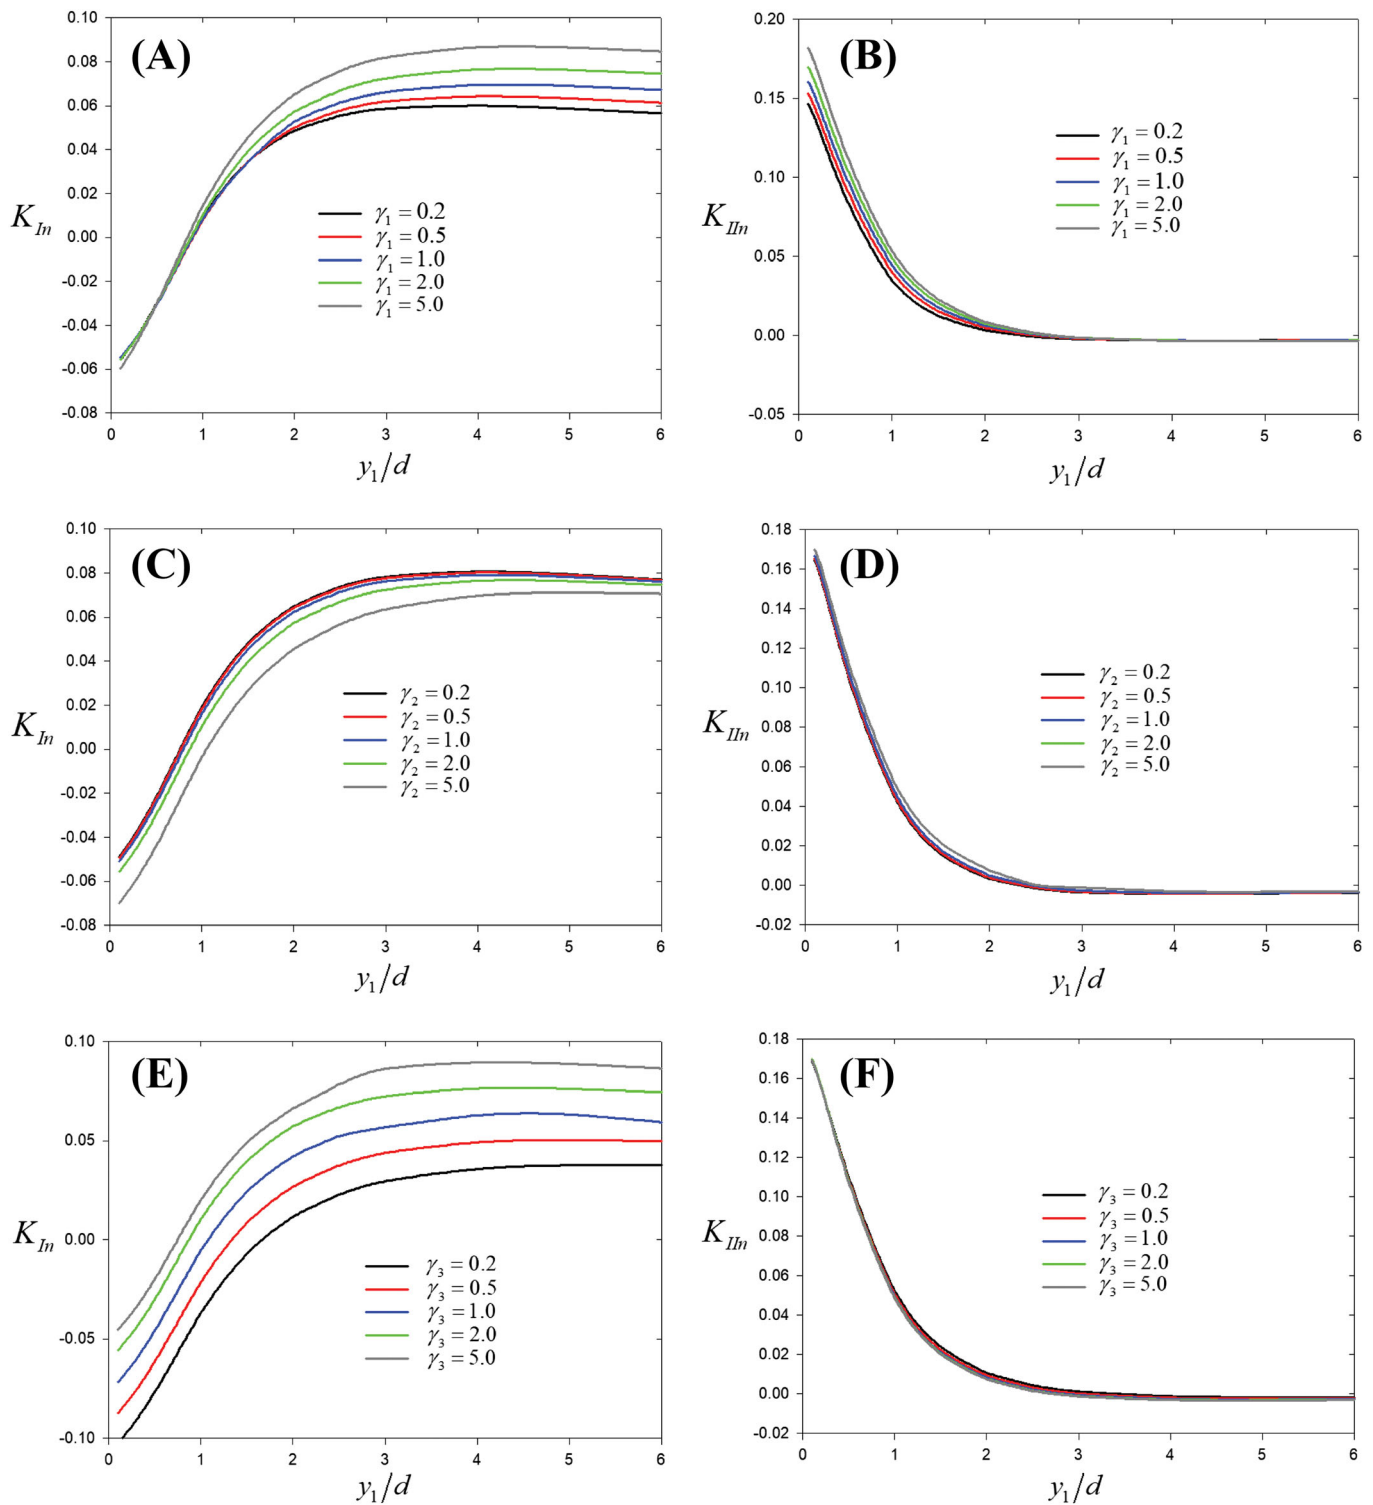 (A)
0.10
0.08
0.06
0.04
0.02
0.00
-0.02
-0.04
-0.06
-0.08
K_{In}
γ₁ = 0.2
γ₁ = 0.5
γ₁ = 1.0
γ₁ = 2.0
γ₁ = 5.0
0 1 2 3 4 5 6
y₁/d
(B)
0.20
0.15
0.10
0.05
0.00
-0.05
K_{IIn}
γ₁ = 0.2
γ₁ = 0.5
γ₁ = 1.0
γ₁ = 2.0
γ₁ = 5.0
0 1 2 3 4 5 6
y₁/d
(C)
0.10
0.08
0.06
0.04
0.02
0.00
-0.02
-0.04
-0.06
-0.08
K_{In}
γ₂ = 0.2
γ₂ = 0.5
γ₂ = 1.0
γ₂ = 2.0
γ₂ = 5.0
0 1 2 3 4 5 6
y₁/d
(D)
0.18
0.16
0.14
0.12
0.10
0.08
0.06
0.04
0.02
0.00
-0.02
K_{IIn}
γ₂ = 0.2
γ₂ = 0.5
γ₂ = 1.0
γ₂ = 2.0
γ₂ = 5.0
0 1 2 3 4 5 6
y₁/d
(E)
0.10
0.05
0.00
-0.05
-0.10
K_{In}
γ₃ = 0.2
γ₃ = 0.5
γ₃ = 1.0
γ₃ = 2.0
γ₃ = 5.0
0 1 2 3 4 5 6
y₁/d
(F)
0.18
0.16
0.14
0.12
0.10
0.08
0.06
0.04
0.02
0.00
-0.02
K_{IIn}
γ₃ = 0.2
γ₃ = 0.5
γ₃ = 1.0
γ₃ = 2.0
γ₃ = 5.0
0 1 2 3 4 5 6
y₁/d